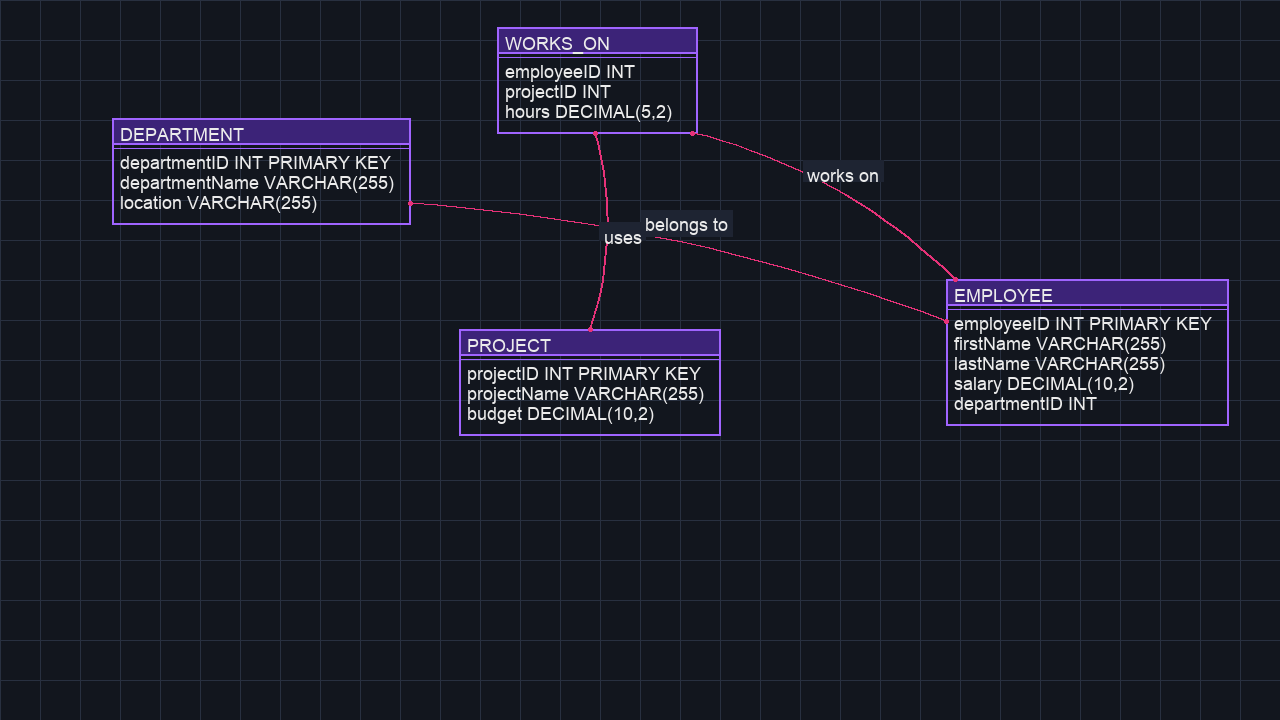 WORKS_ON
employeeID INT
projectID INT
hours DECIMAL(5,2)
DEPARTMENT
departmentID INT PRIMARY KEY
departmentName VARCHAR(255)
location VARCHAR(255)
works on
belongs to
uses
EMPLOYEE
employeeID INT PRIMARY KEY
firstName VARCHAR(255)
lastName VARCHAR(255)
salary DECIMAL(10,2)
departmentID INT
PROJECT
projectID INT PRIMARY KEY
projectName VARCHAR(255)
budget DECIMAL(10,2)